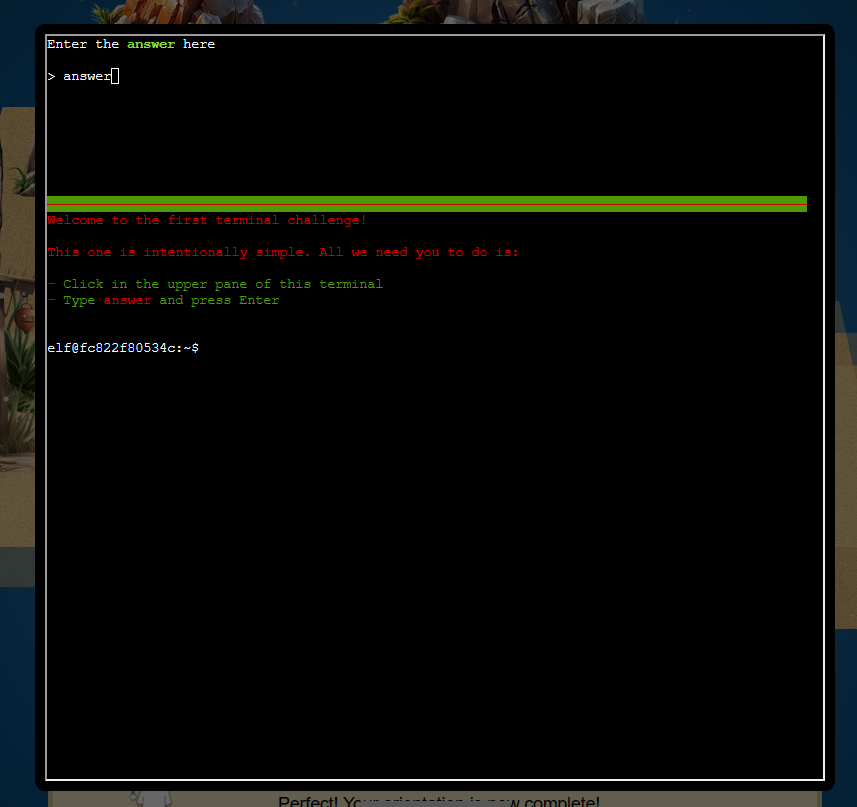 Enter the answer here
> answer
Welcome to the first terminal challenge!
This one is intentionally simple. All we need you to do is:
- Click in the upper pane of this terminal
- Type answer and press Enter
elf@fc822f80534c:~$
Perfect! Your orientation is now complete!